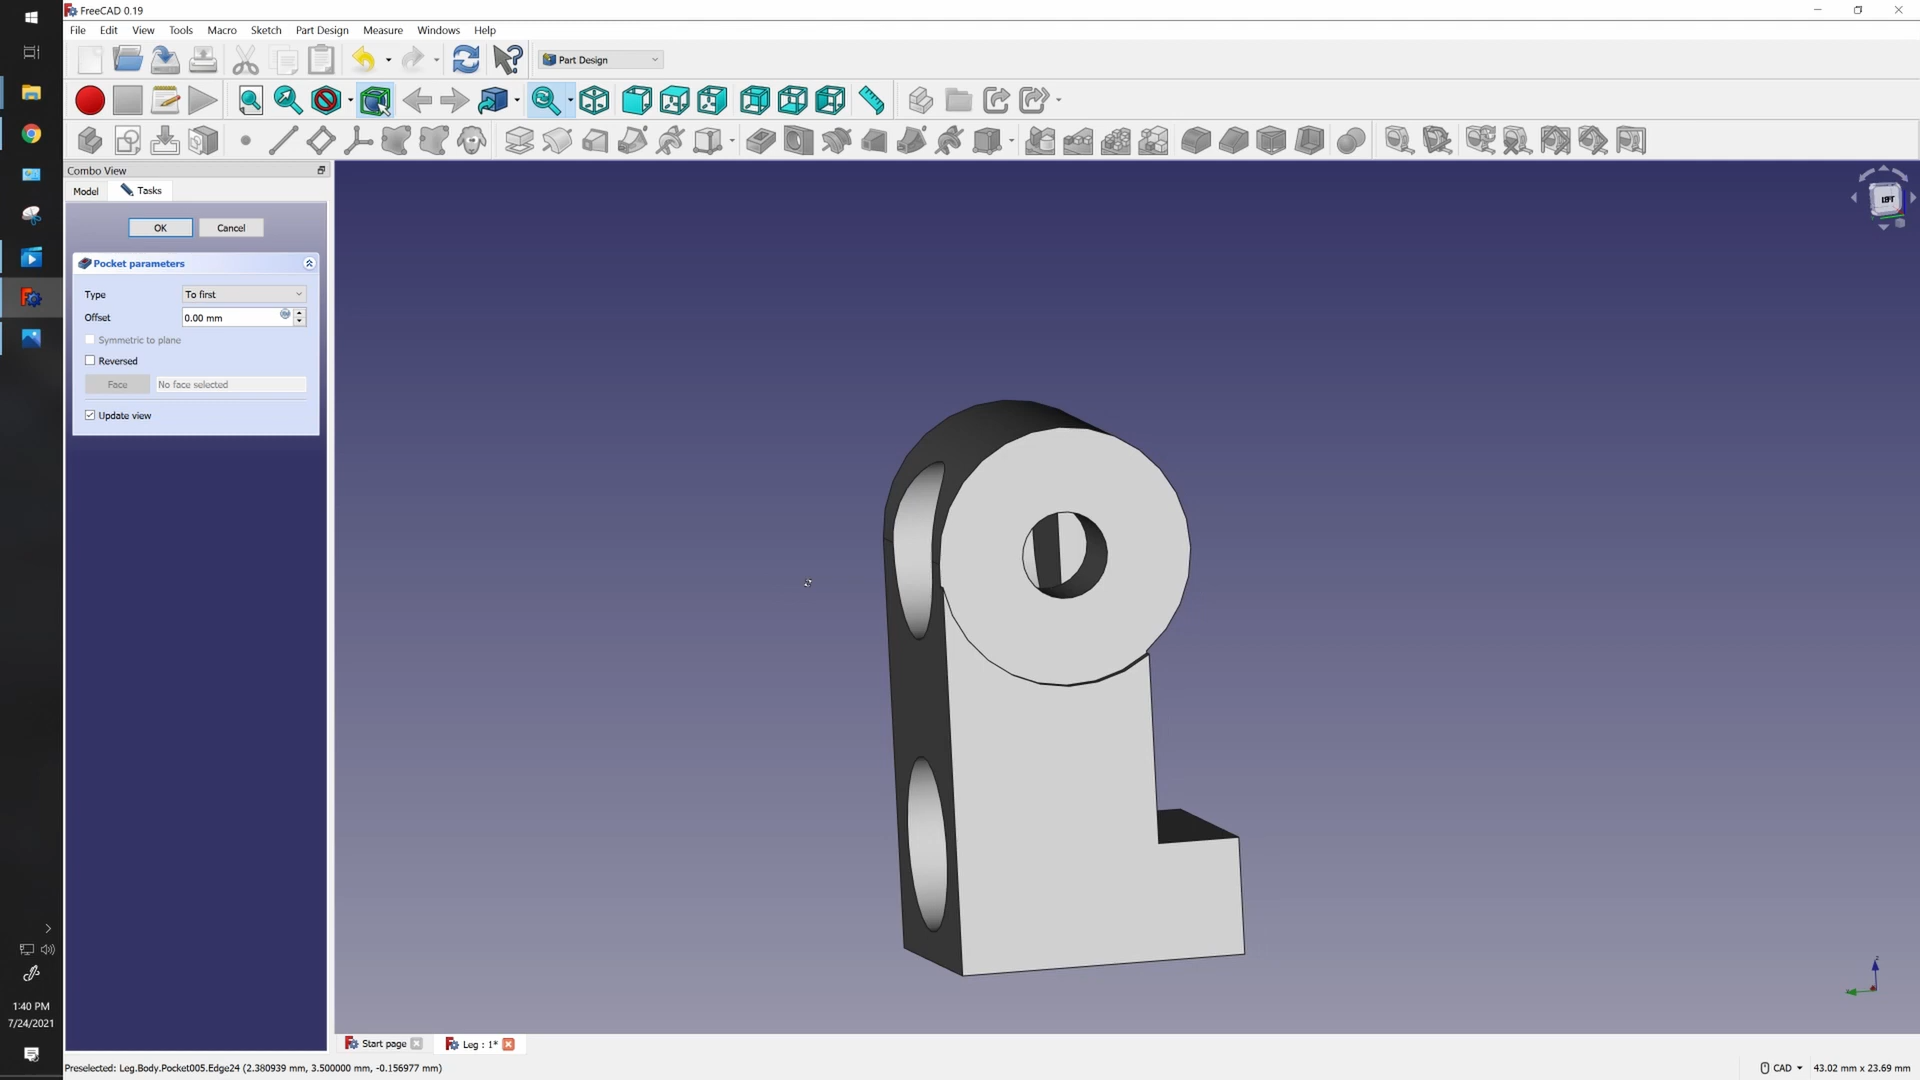 FreeCAD 0.19
File Edit View Tools Macro Sketch Part Design Measure Windows Help
Part Design
Combo View
Model Tasks
OK Cancel
Pocket parameters
Type To first
Offset 0.00 mm
Symmetric to plane
Reversed
Face No face selected
Update view
LEFT
1:40 PM
7/24/2021
Start page Leg : 1*
Preselected: Leg.Body.Pocket005.Edge24 (2.380939 mm, 3.500000 mm, -0.156977 mm)
CAD 43.02 mm x 23.69 mm